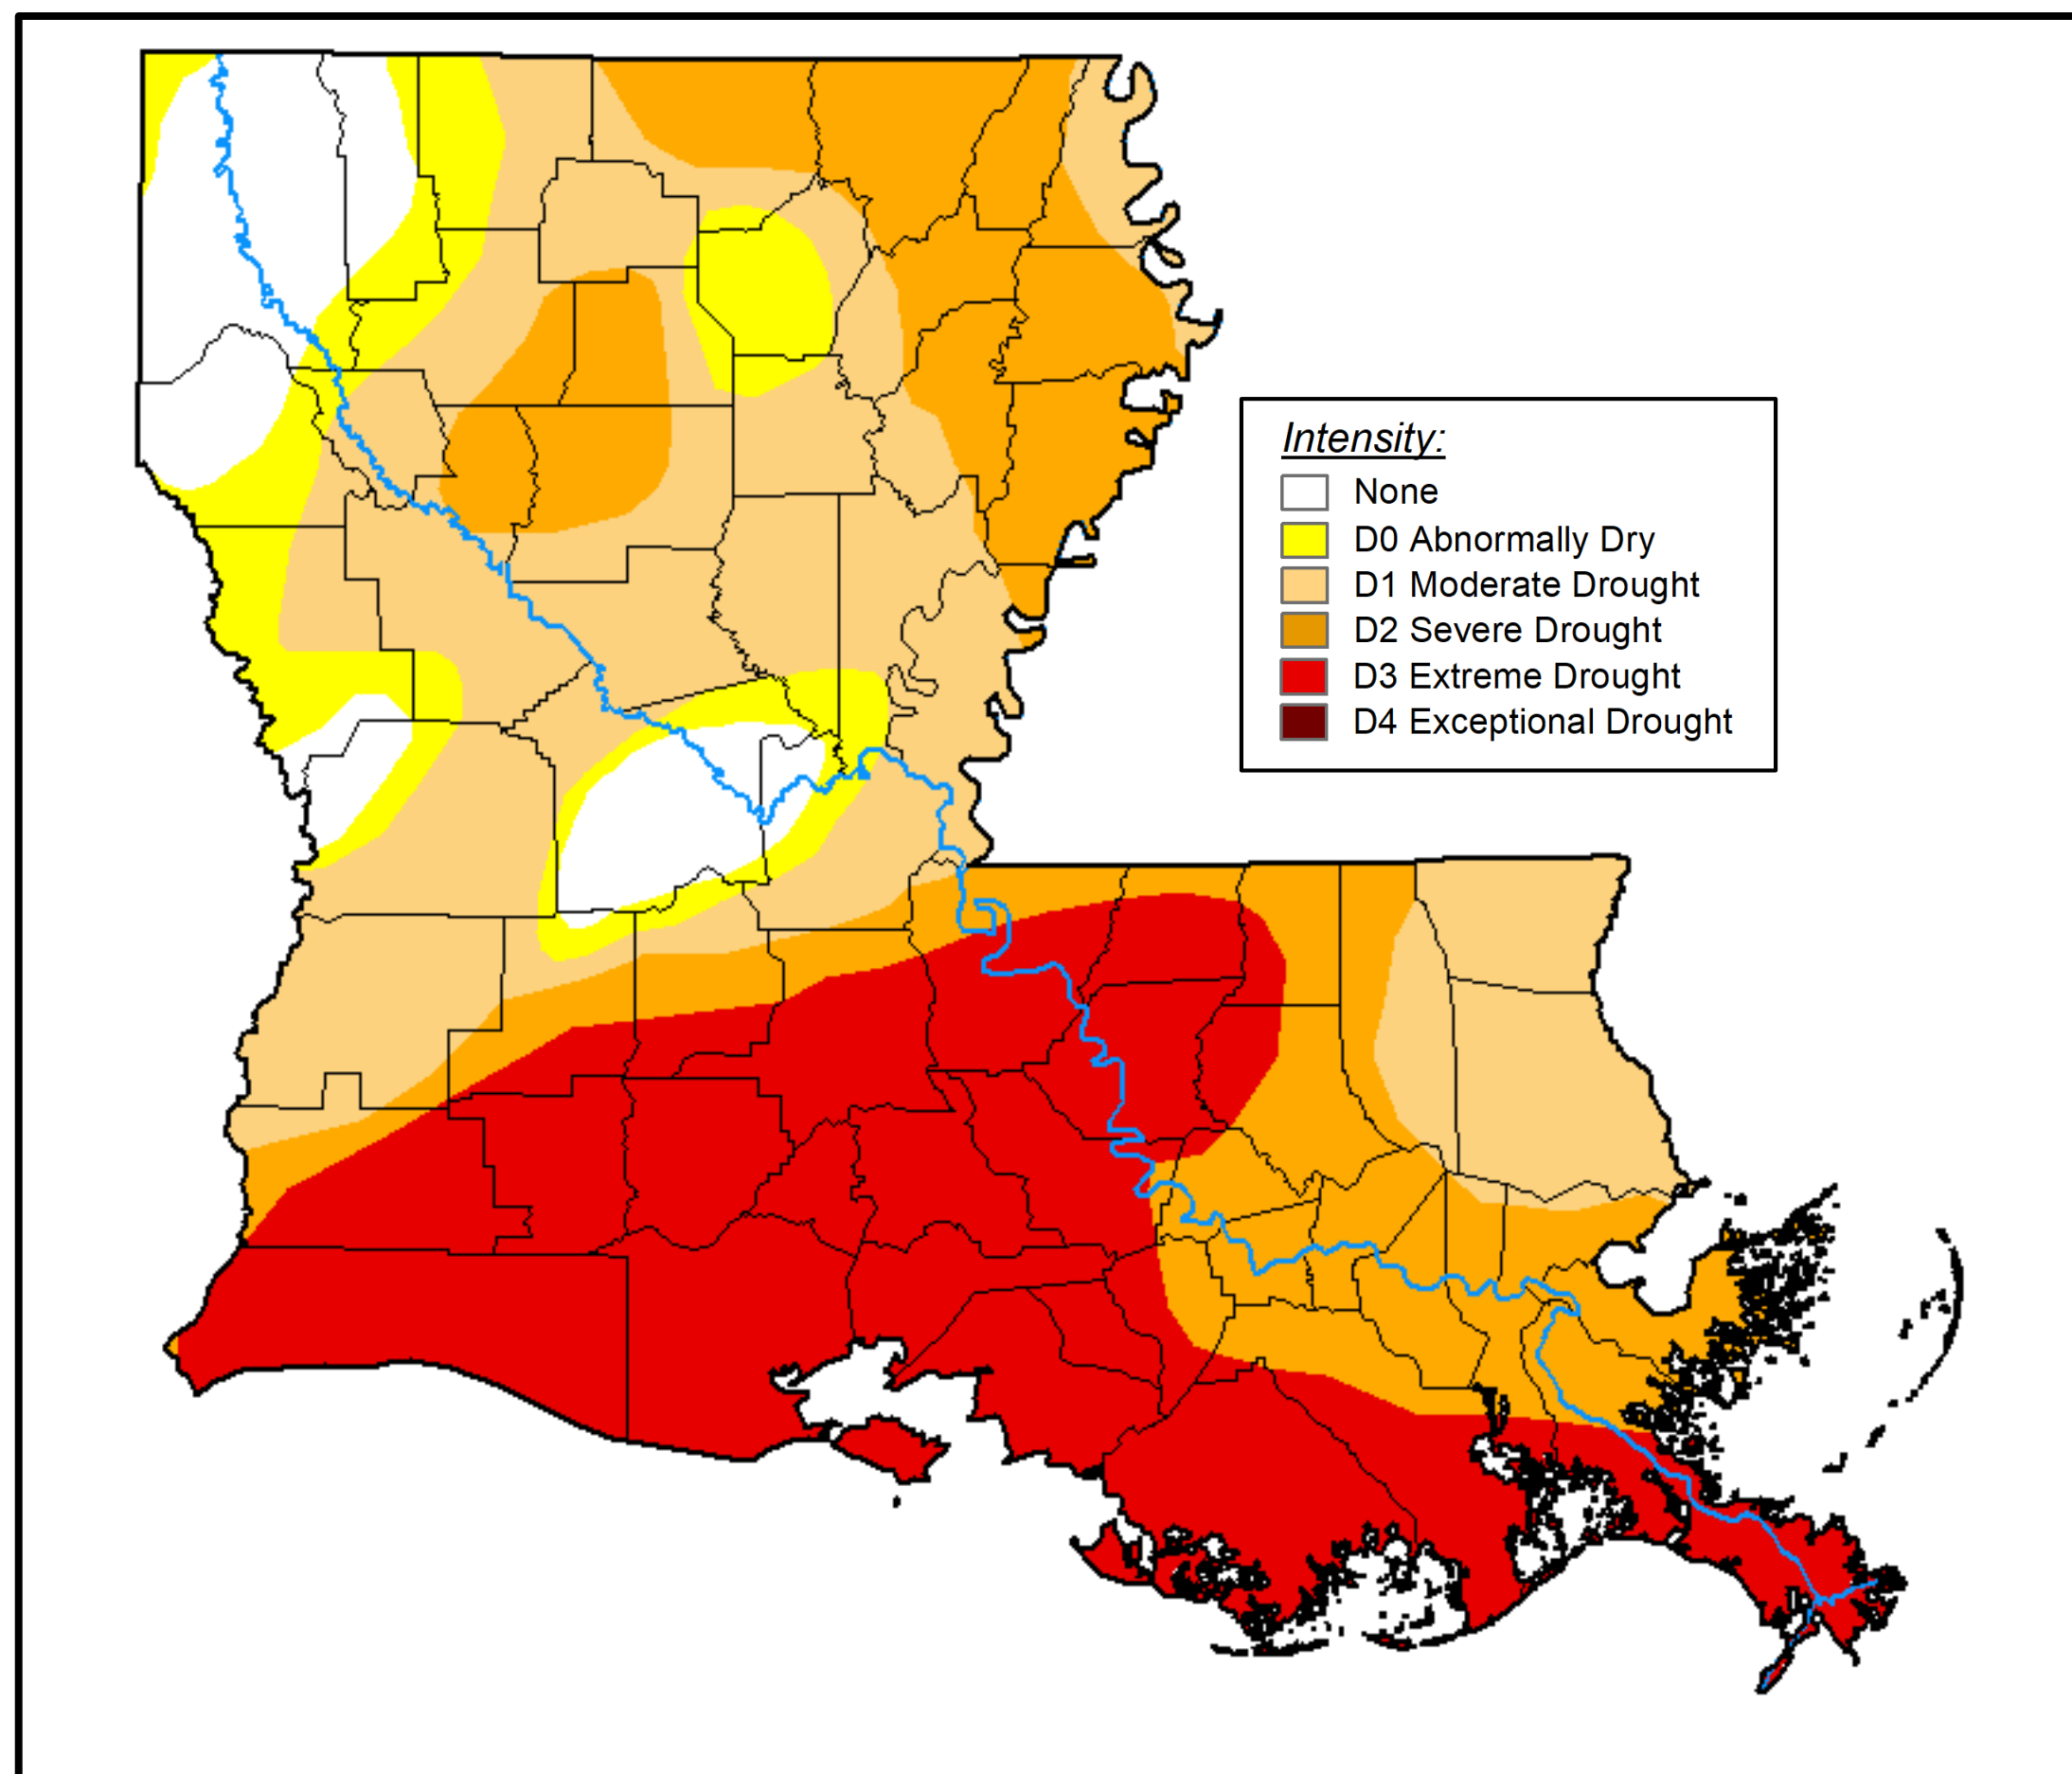 Intensity:
None
D0 Abnormally Dry
D1 Moderate Drought
D2 Severe Drought
D3 Extreme Drought
D4 Exceptional Drought